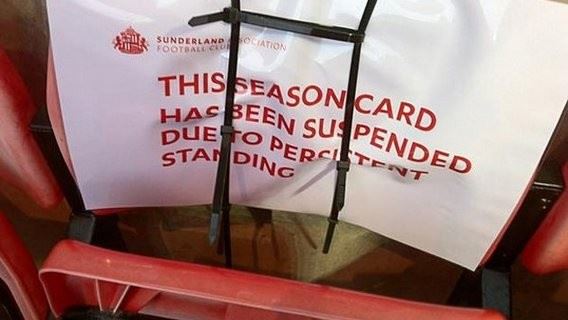 SUNDERLAND ASSOCIATION
FOOTBALL CLUB
THIS SEASON CARD
HAS BEEN SUSPENDED
DUE TO PERSISTENT
STANDING